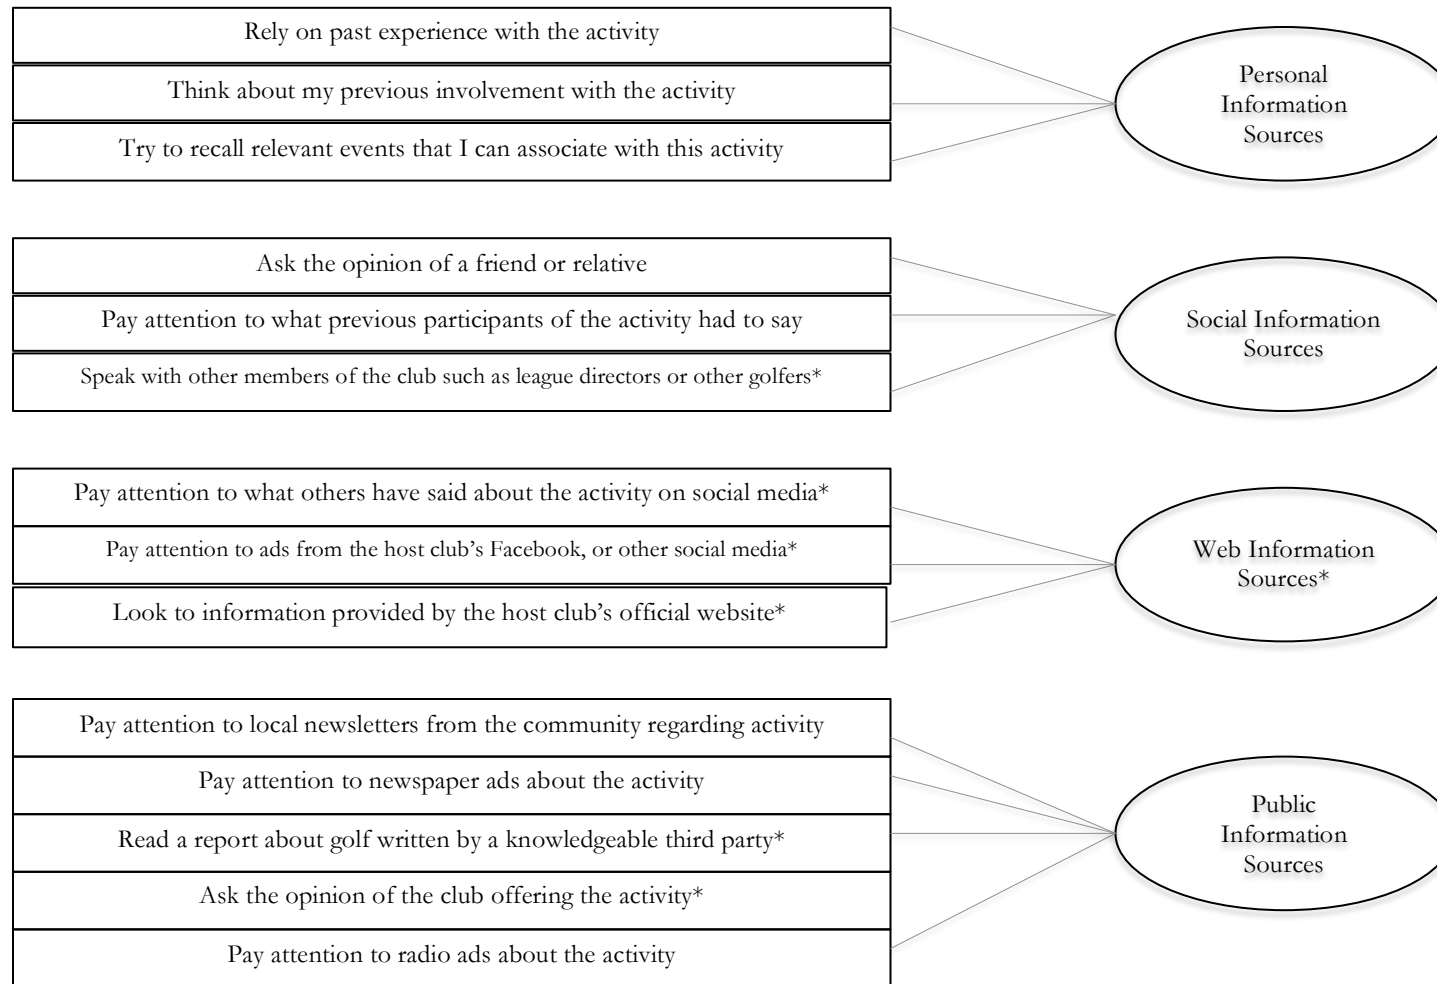 Rely on past experience with the activity
Think about my previous involvement with the activity
Try to recall relevant events that I can associate with this activity
Personal
Information
Sources
Ask the opinion of a friend or relative
Pay attention to what previous participants of the activity had to say
Speak with other members of the club such as league directors or other golfers*
Social Information
Sources
Pay attention to what others have said about the activity on social media*
Pay attention to ads from the host club’s Facebook, or other social media*
Look to information provided by the host club’s official website*
Web Information
Sources*
Pay attention to local newsletters from the community regarding activity
Pay attention to newspaper ads about the activity
Read a report about golf written by a knowledgeable third party*
Ask the opinion of the club offering the activity*
Pay attention to radio ads about the activity
Public
Information
Sources